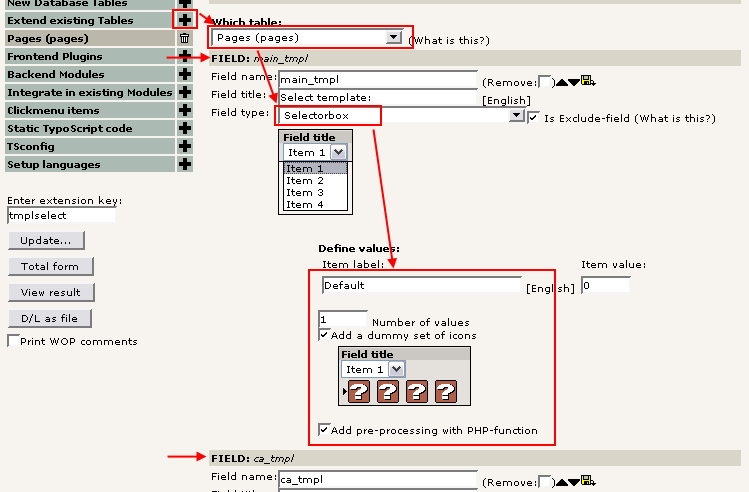 New Database Tables
Extend existing Tables
Pages (pages)
Frontend Plugins
Backend Modules
Integrate in existing Modules
Clickmenu items
Static TypoScript code
TSconfig
Setup languages
Enter extension key:
tmplselect
Update...
Total form
View result
D/L as file
Print WOP comments
Which table:
Pages (pages) (What is this?)
FIELD: main_tmpl
Field name: main_tmpl (Remove: )
Field title: Select template: [English]
Field type: Selectorbox Is Exclude-field (What is this?)
Field title
Item 1
Item 1
Item 2
Item 3
Item 4
Define values:
Item label: Item value:
Default [English] 0
1 Number of values
Add a dummy set of icons
Field title
Item 1
? ? ? ?
Add pre-processing with PHP-function
FIELD: ca_tmpl
Field name: ca_tmpl (Remove: )